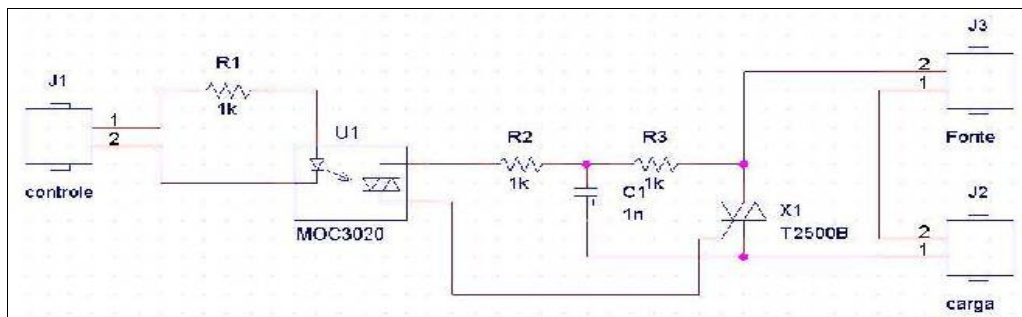 J1
1
2
controle
R1
1k
U1
MOC3020
R2
1k
R3
1k
C1
1n
X1
T2500B
J3
2
1
Fonte
J2
2
1
carga